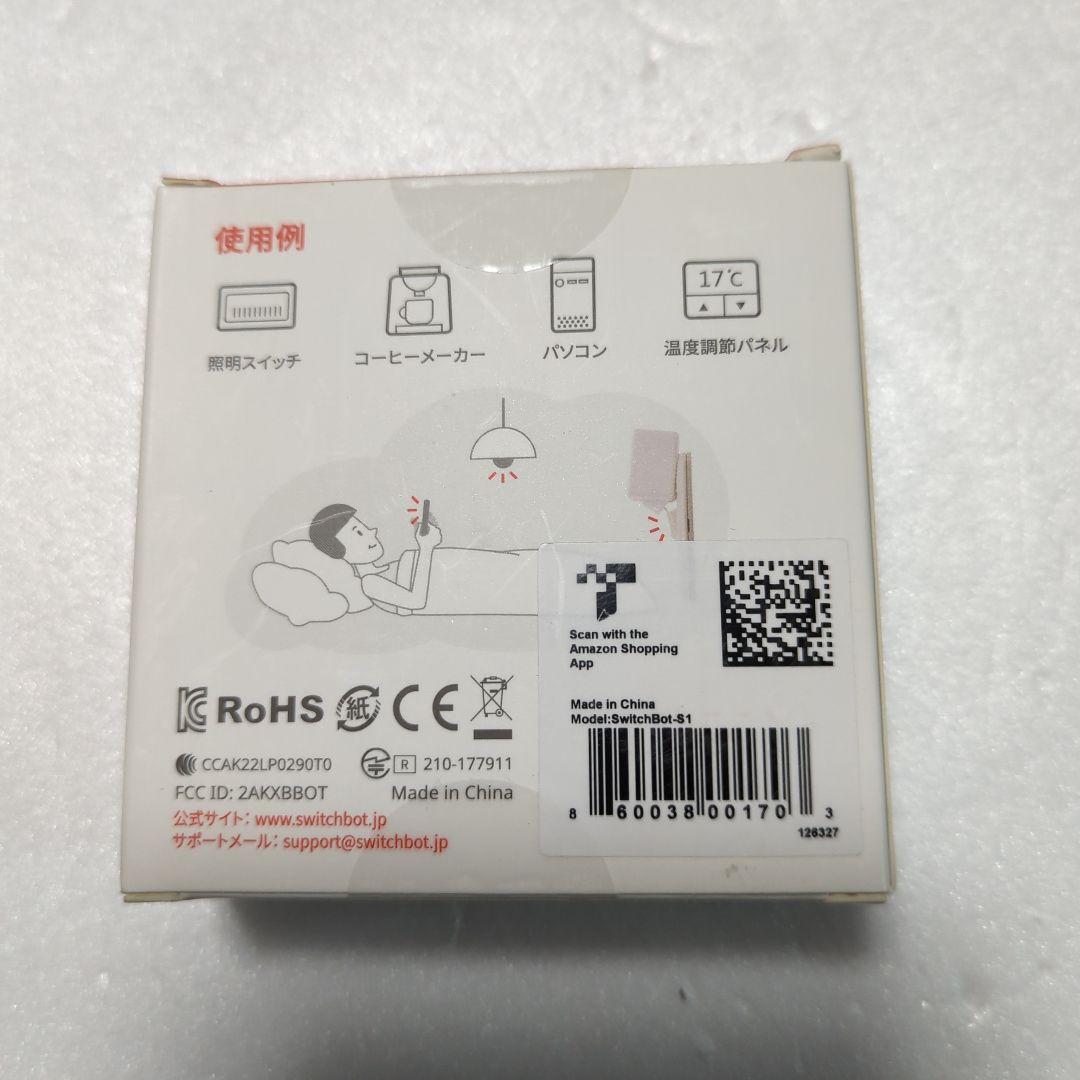 使用例
17℃
照明スイッチ
コーヒーメーカー
パソコン
温度調節パネル
Scan with the
Amazon Shopping
App
Made in China
Model:SwitchBot-S1
8 60038 00170 3
126327
RoHS 紙 CE
CCAK22LP0290T0
R 210-177911
FCC ID: 2AKXBBOT
Made in China
公式サイト: www.switchbot.jp
サポートメール: support@switchbot.jp